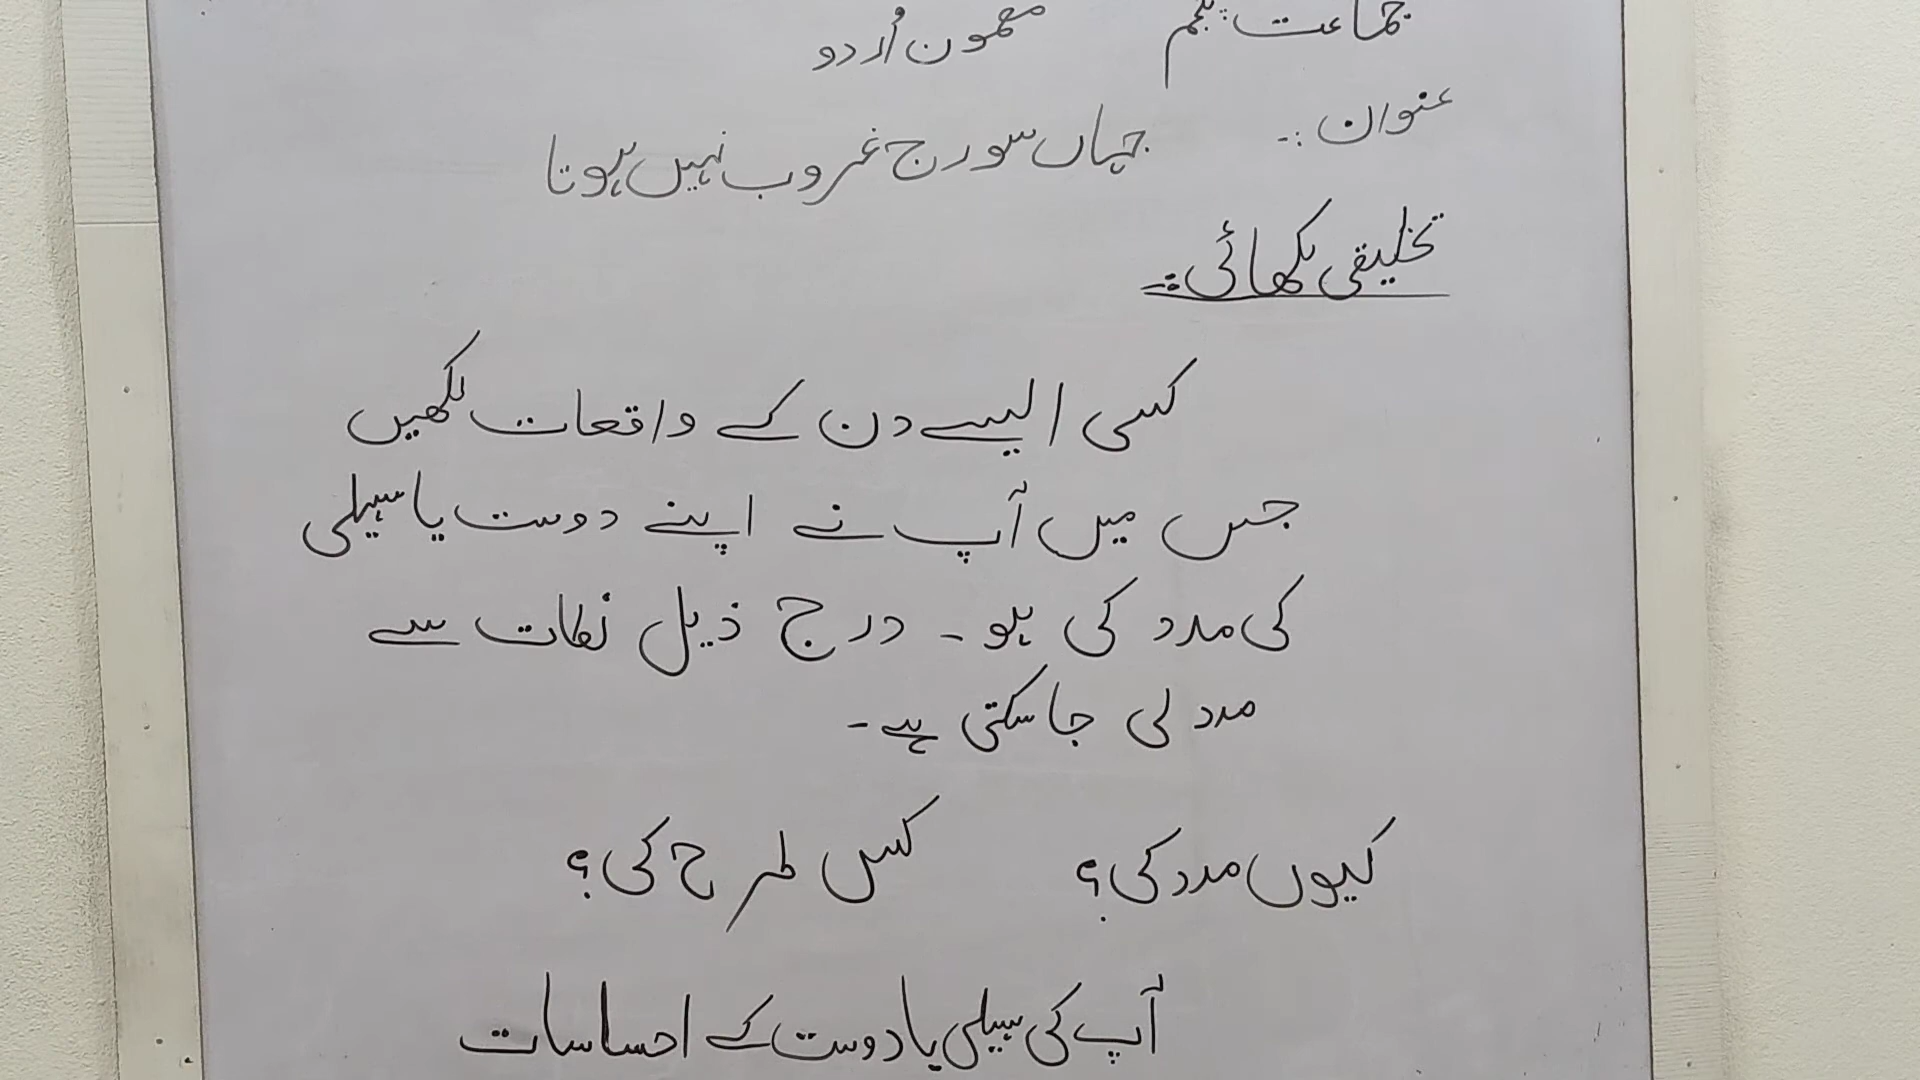 جماعت پنجم مضمون اُردو
عنوان :۔ جہاں سورج غروب نہیں ہوتا
تخلیقی لکھائی :۔
کسی ایسے دن کے واقعات لکھیں
جس میں آپ نے اپنے دوست یا سہیلی
کی مدد کی ہو۔ درج ذیل نکات سے
مدد لی جا سکتی ہے۔
کیوں مدد کی؟ کس طرح کی؟
آپ کی سہیلی یا دوست کے احساسات